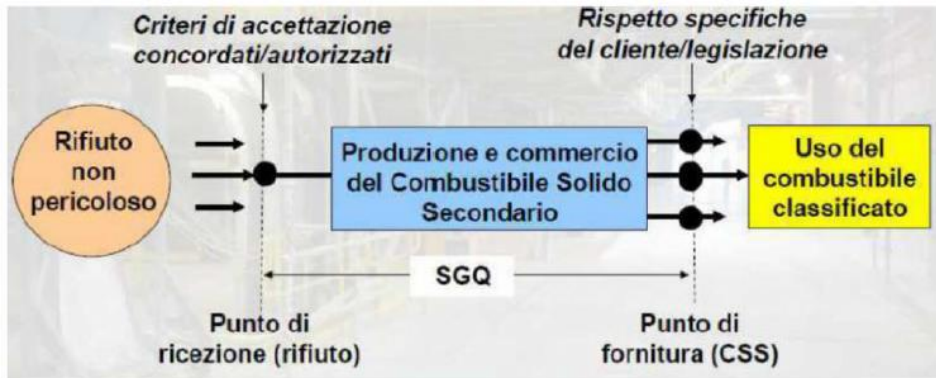 Criteri di accettazione
concordati/autorizzati
Rispetto specifiche
del cliente/legislazione
Rifiuto
non
pericoloso
Produzione e commercio
del Combustibile Solido
Secondario
Uso del
combustibile
classificato
SGQ
Punto di
ricezione (rifiuto)
Punto di
fornitura (CSS)